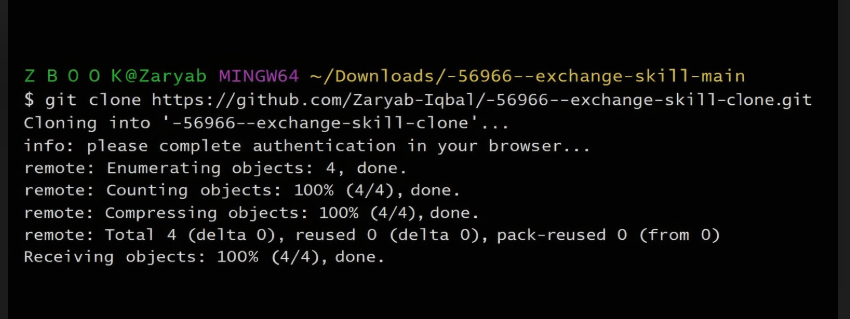 Z B O O K@Zaryab MINGW64 ~/Downloads/-56966--exchange-skill-main
$ git clone https://github.com/Zaryab-Iqbal/-56966--exchange-skill-clone.git
Cloning into '-56966--exchange-skill-clone'...
info: please complete authentication in your browser...
remote: Enumerating objects: 4, done.
remote: Counting objects: 100% (4/4), done.
remote: Compressing objects: 100% (4/4), done.
remote: Total 4 (delta 0), reused 0 (delta 0), pack-reused 0 (from 0)
Receiving objects: 100% (4/4), done.